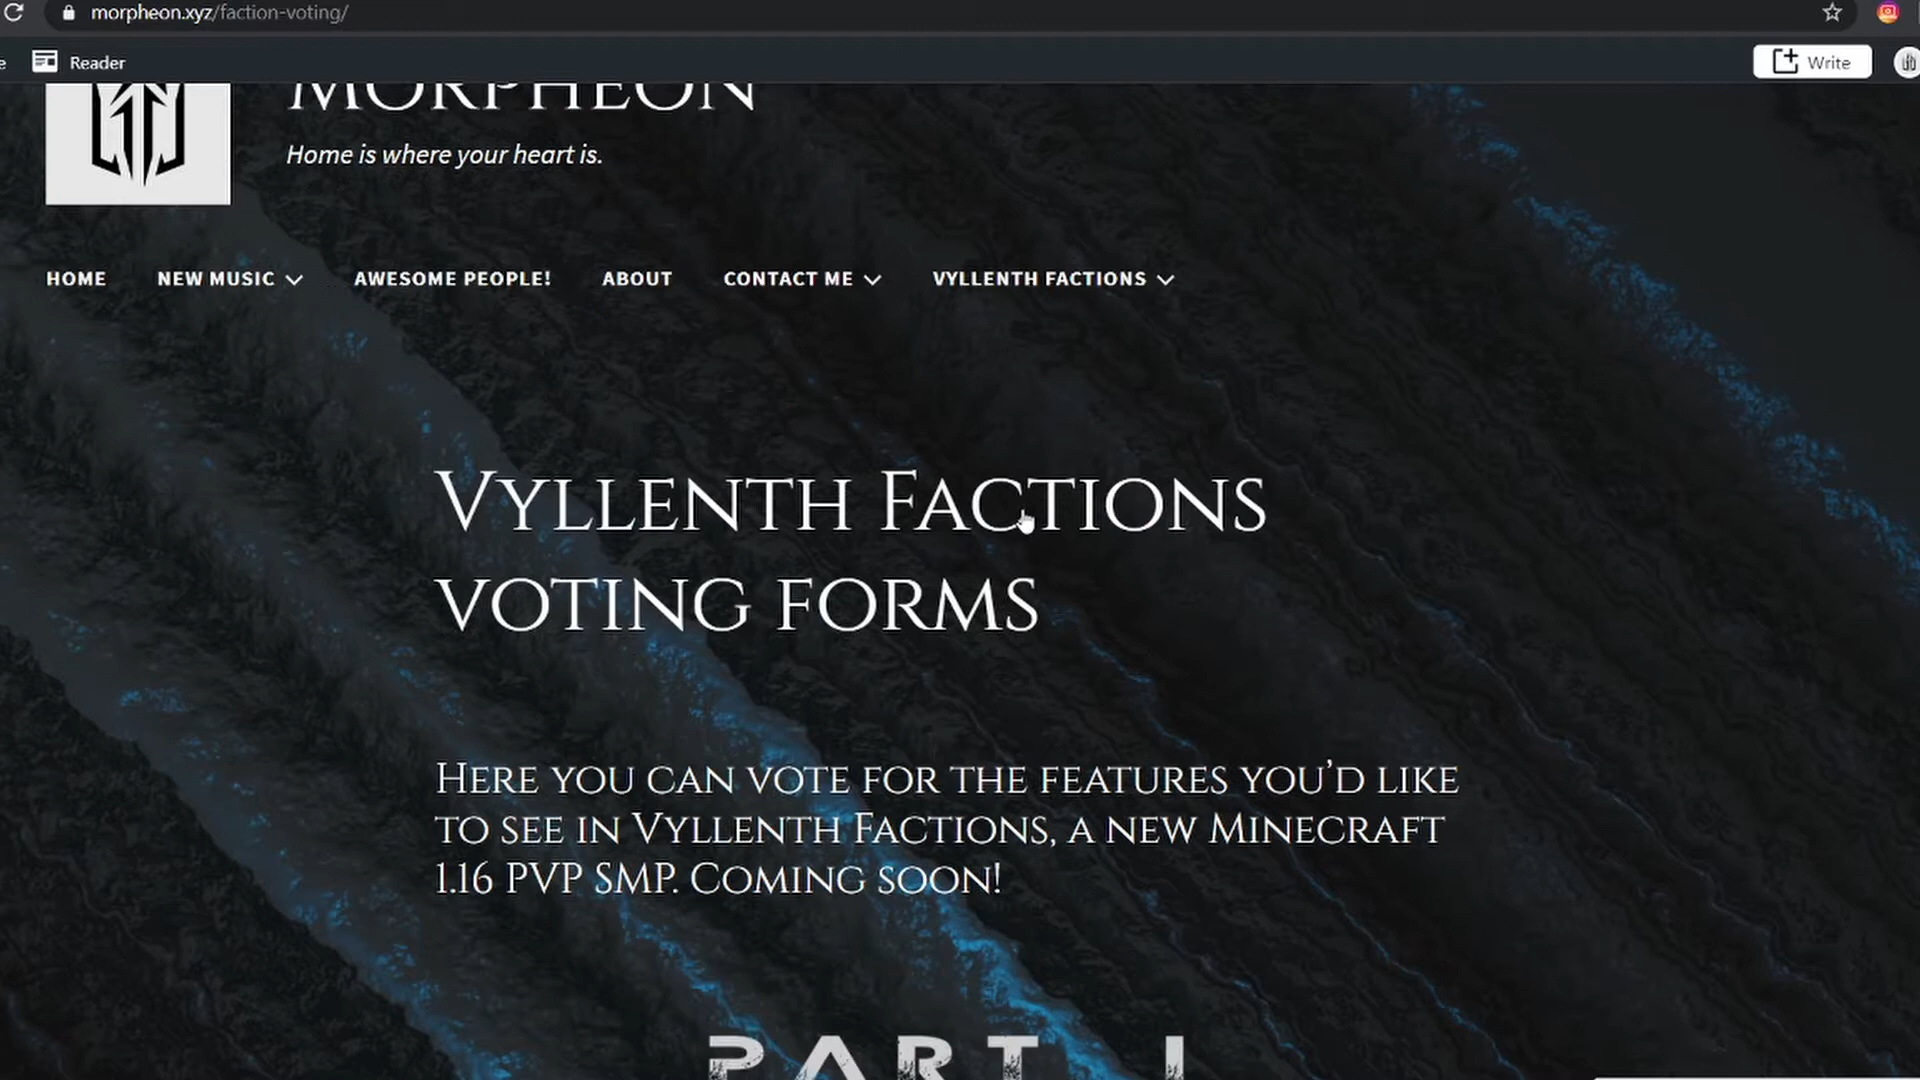 morpheon.xyz/faction-voting/
Reader
Write
MORPHEON
Home is where your heart is.
HOME NEW MUSIC AWESOME PEOPLE! ABOUT CONTACT ME VYLLENTH FACTIONS
Vyllenth Factions
voting forms
Here you can vote for the features you’d like
to see in Vyllenth Factions, a new Minecraft
1.16 PVP SMP. Coming soon!
PART I